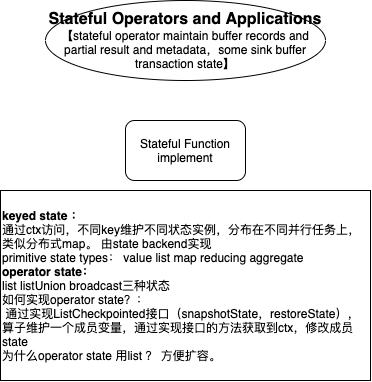 Stateful Operators and Applications
【stateful operator maintain buffer records and
partial result and metadata，some sink buffer
transaction state】
Stateful Function
implement
keyed state：
通过ctx访问，不同key维护不同状态实例，分布在不同并行任务上，
类似分布式map。 由state backend实现
primitive state types： value list map reducing aggregate
operator state：
list listUnion broadcast三种状态
如何实现operator state？：
通过实现ListCheckpointed接口（snapshotState，restoreState），
算子维护一个成员变量，通过实现接口的方法获取到ctx，修改成员
state
为什么operator state 用list ？ 方便扩容。